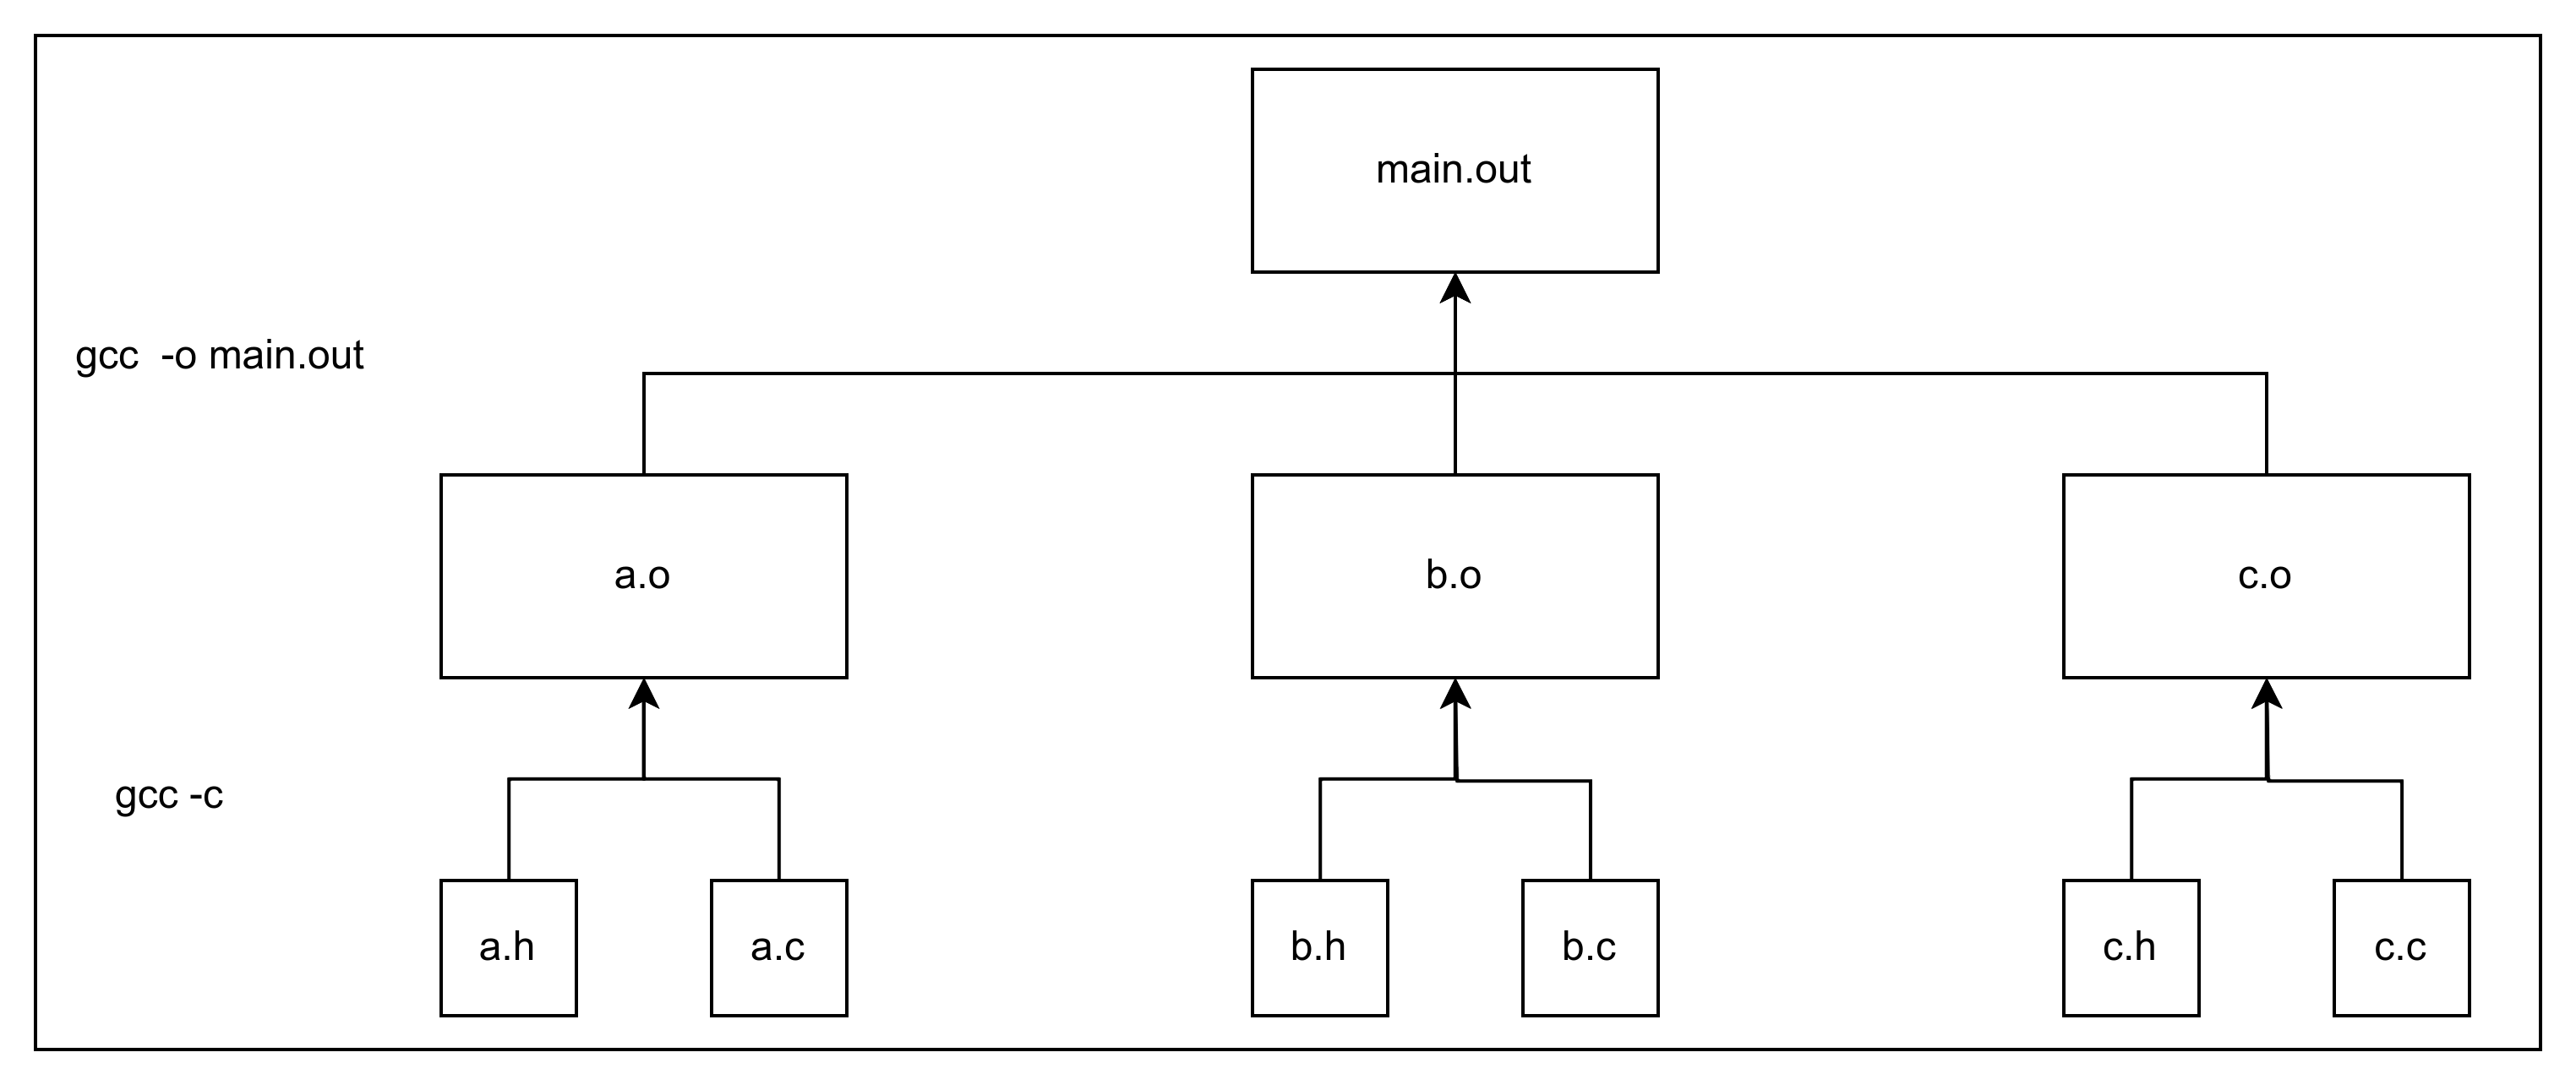 main.out
gcc  -o main.out
a.o
b.o
c.o
gcc -c
a.h
a.c
b.h
b.c
c.h
c.c